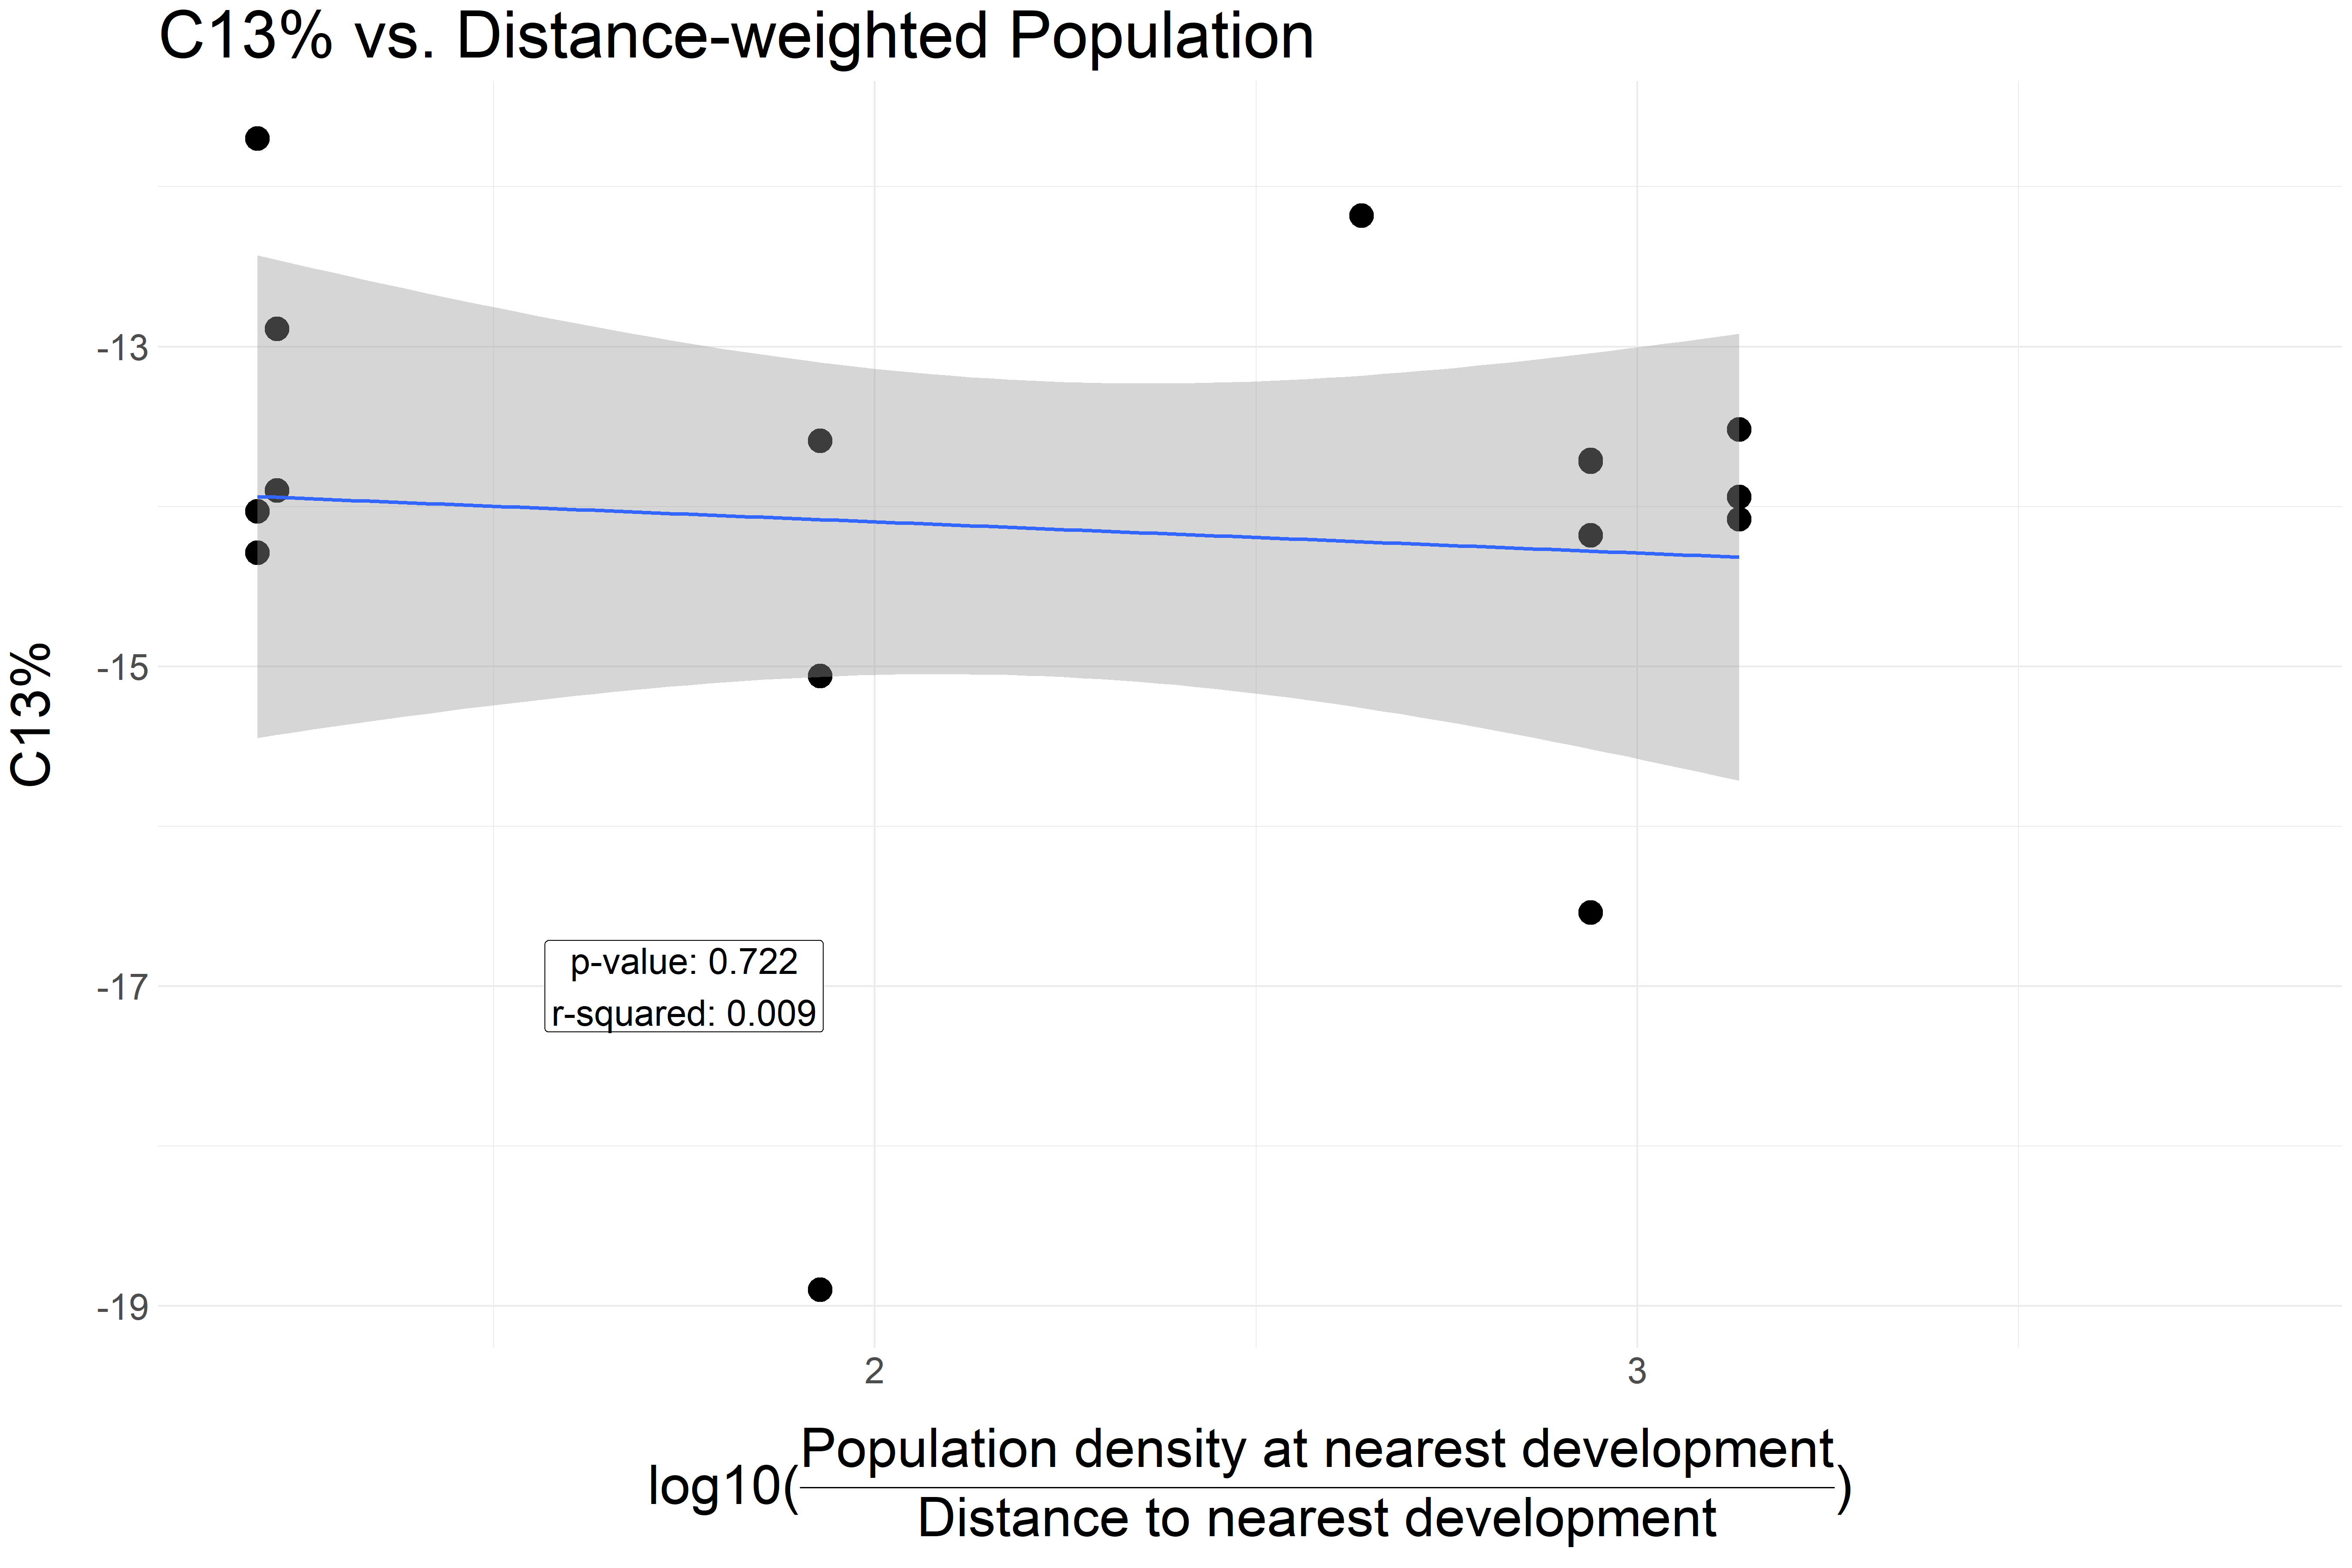 C13% vs. Distance-weighted Population
C13%
-13
-15
-17
-19
p-value: 0.722
r-squared: 0.009
2
3
log10(Population density at nearest development
Distance to nearest development)